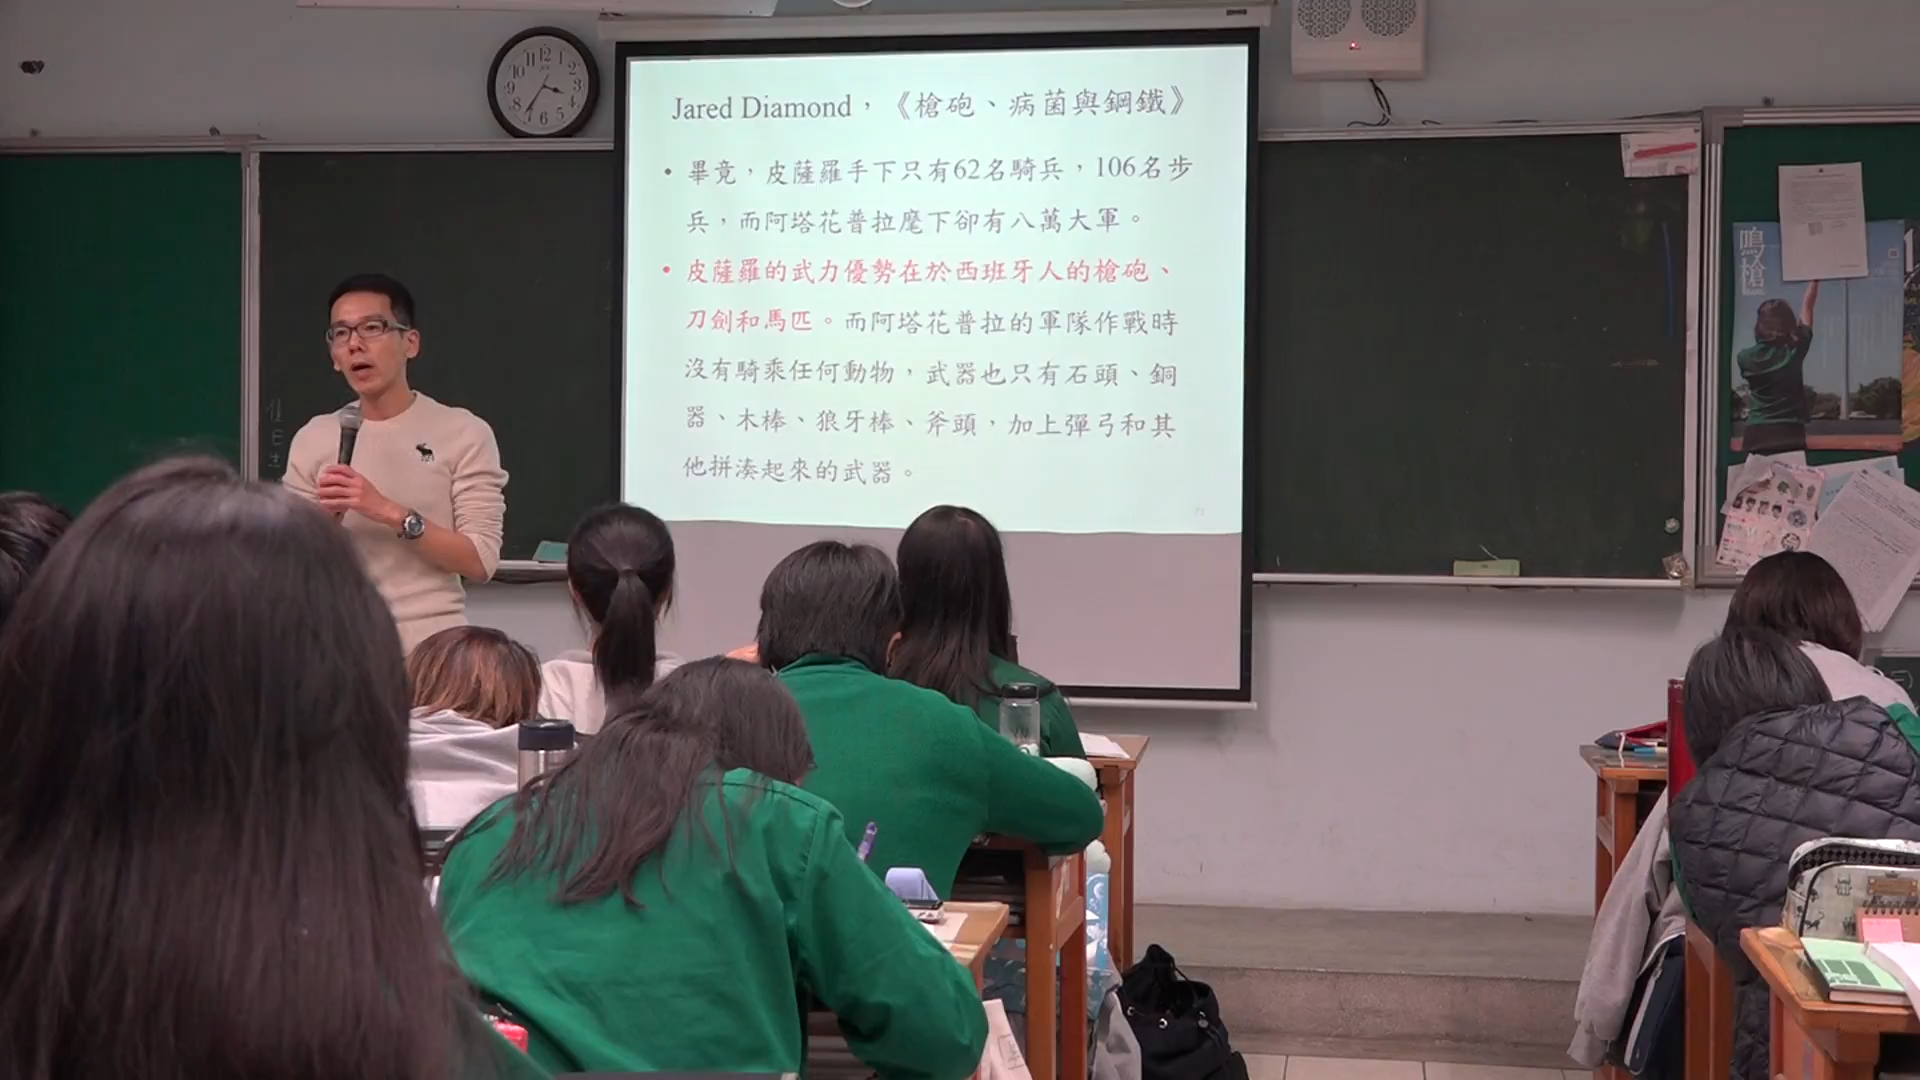 Jared Diamond，《槍砲、病菌與鋼鐵》
• 畢竟，皮薩羅手下只有62名騎兵，106名步
兵，而阿塔花普拉麾下卻有八萬大軍。
• 皮薩羅的武力優勢在於西班牙人的槍砲、
刀劍和馬匹。而阿塔花普拉的軍隊作戰時
沒有騎乘任何動物，武器也只有石頭、銅
器、木棒、狼牙棒、斧頭，加上彈弓和其
他拼湊起來的武器。
鳴槍
值日生